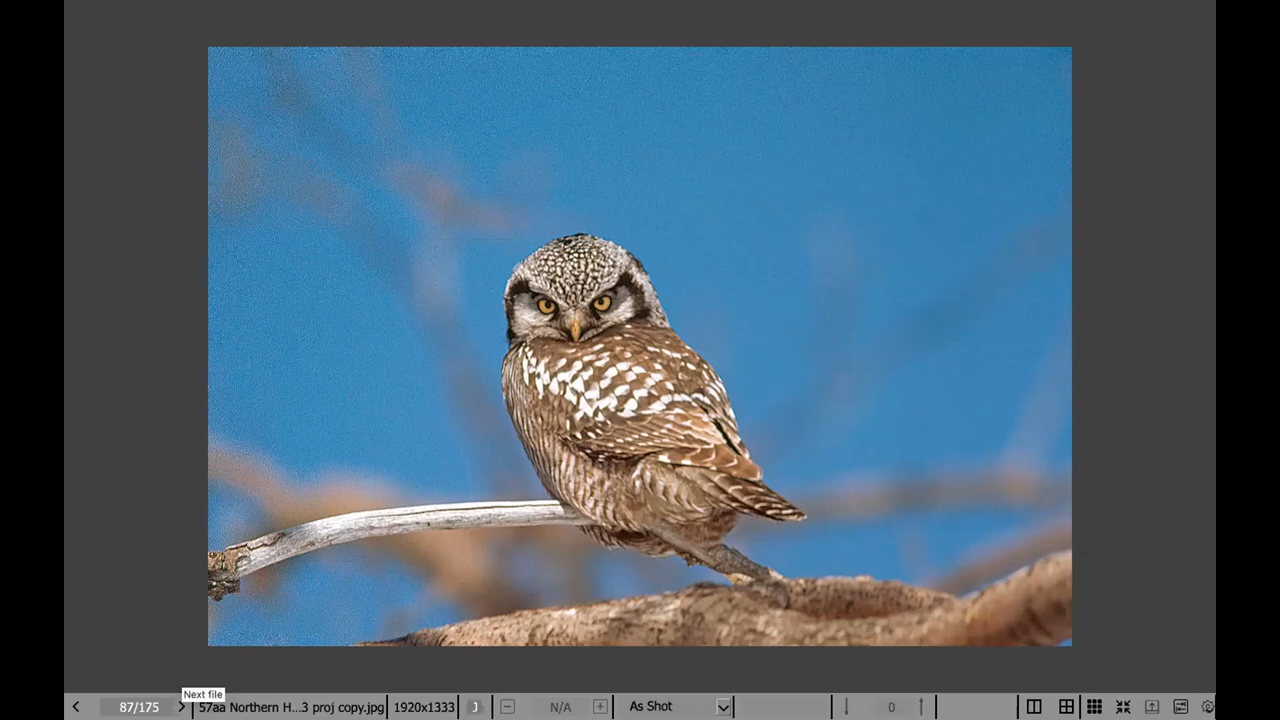 Next file
87/175
57aa Northern H...3 proj copy.jpg
1920x1333
J
N/A
As Shot
0